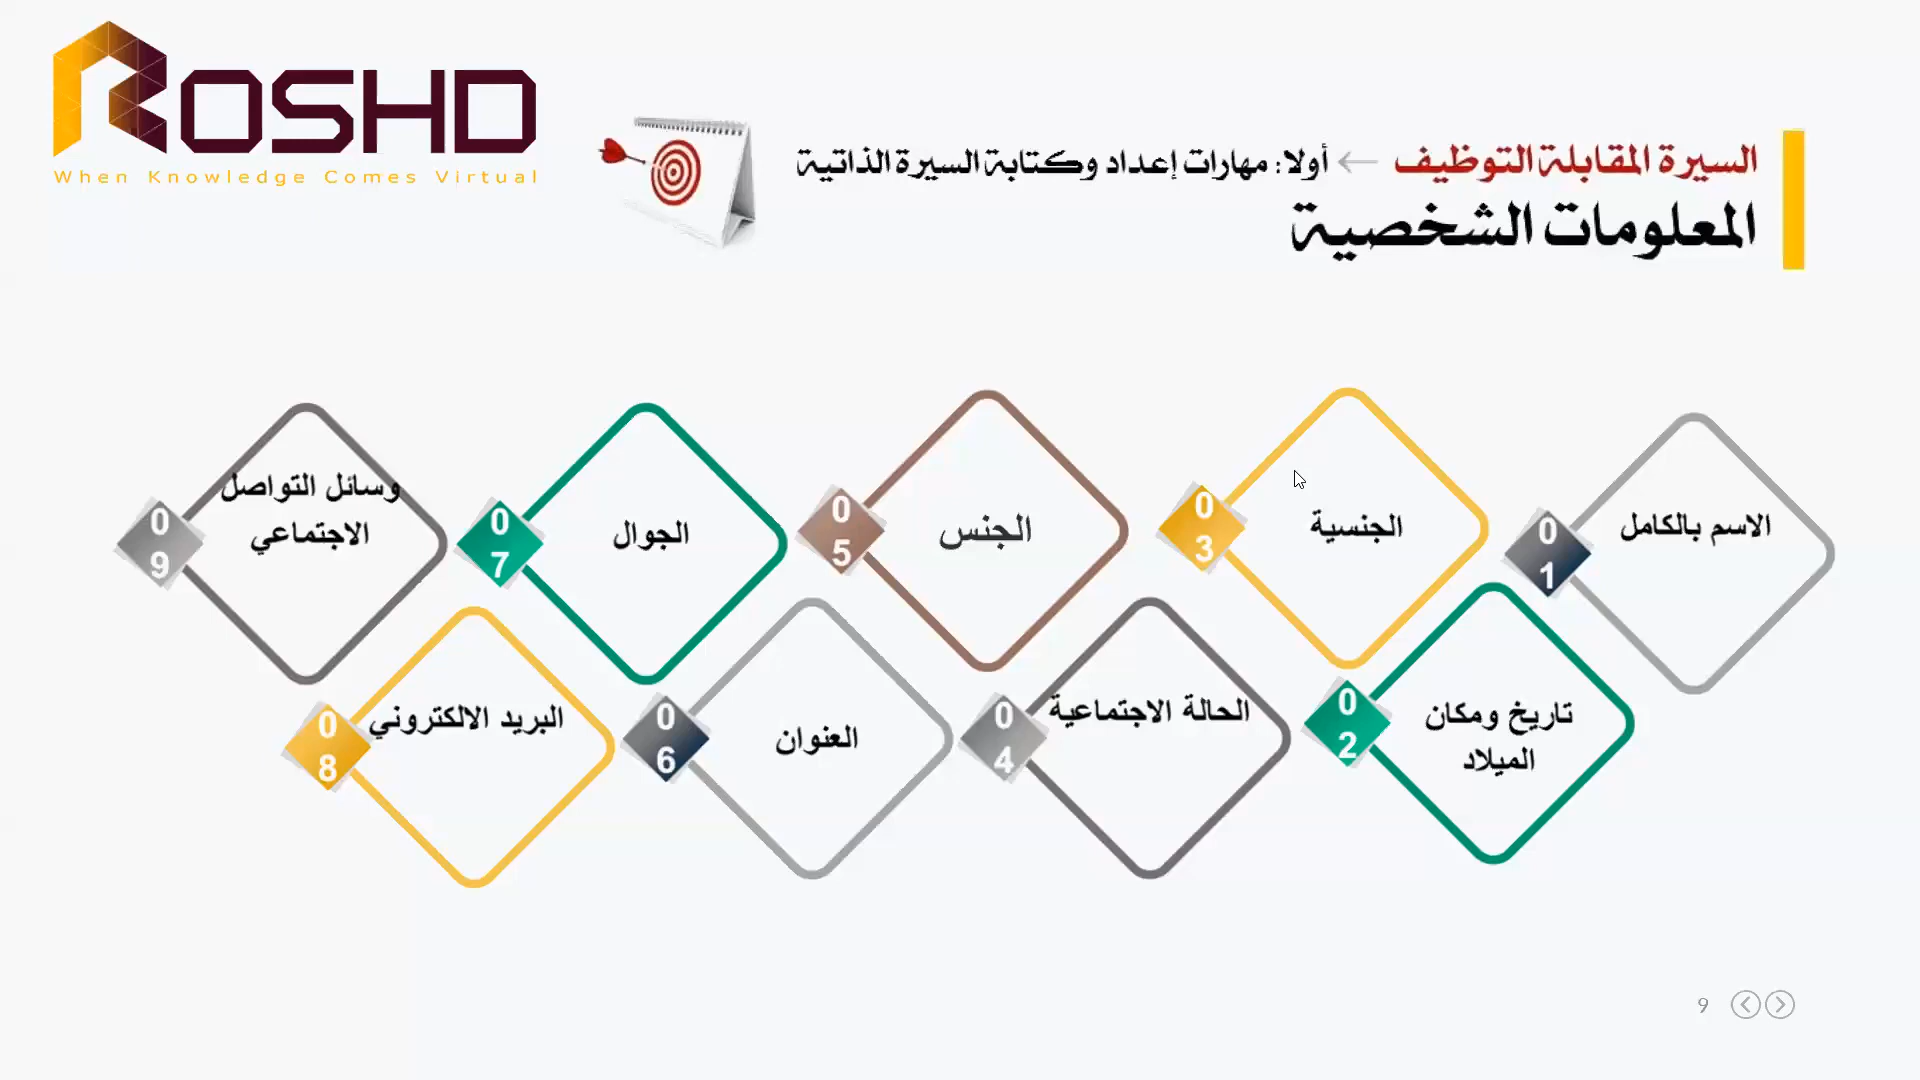 ROSHD
When Knowledge Comes Virtual
السيرة المقابلة التوظيف ← أولا: مهارات إعداد وكتابة السيرة الذاتية
المعلومات الشخصية
01
الاسم بالكامل
02
تاريخ ومكان
الميلاد
03
الجنسية
04
الحالة الاجتماعية
05
الجنس
06
العنوان
07
الجوال
08
البريد الالكتروني
09
وسائل التواصل
الاجتماعي
9